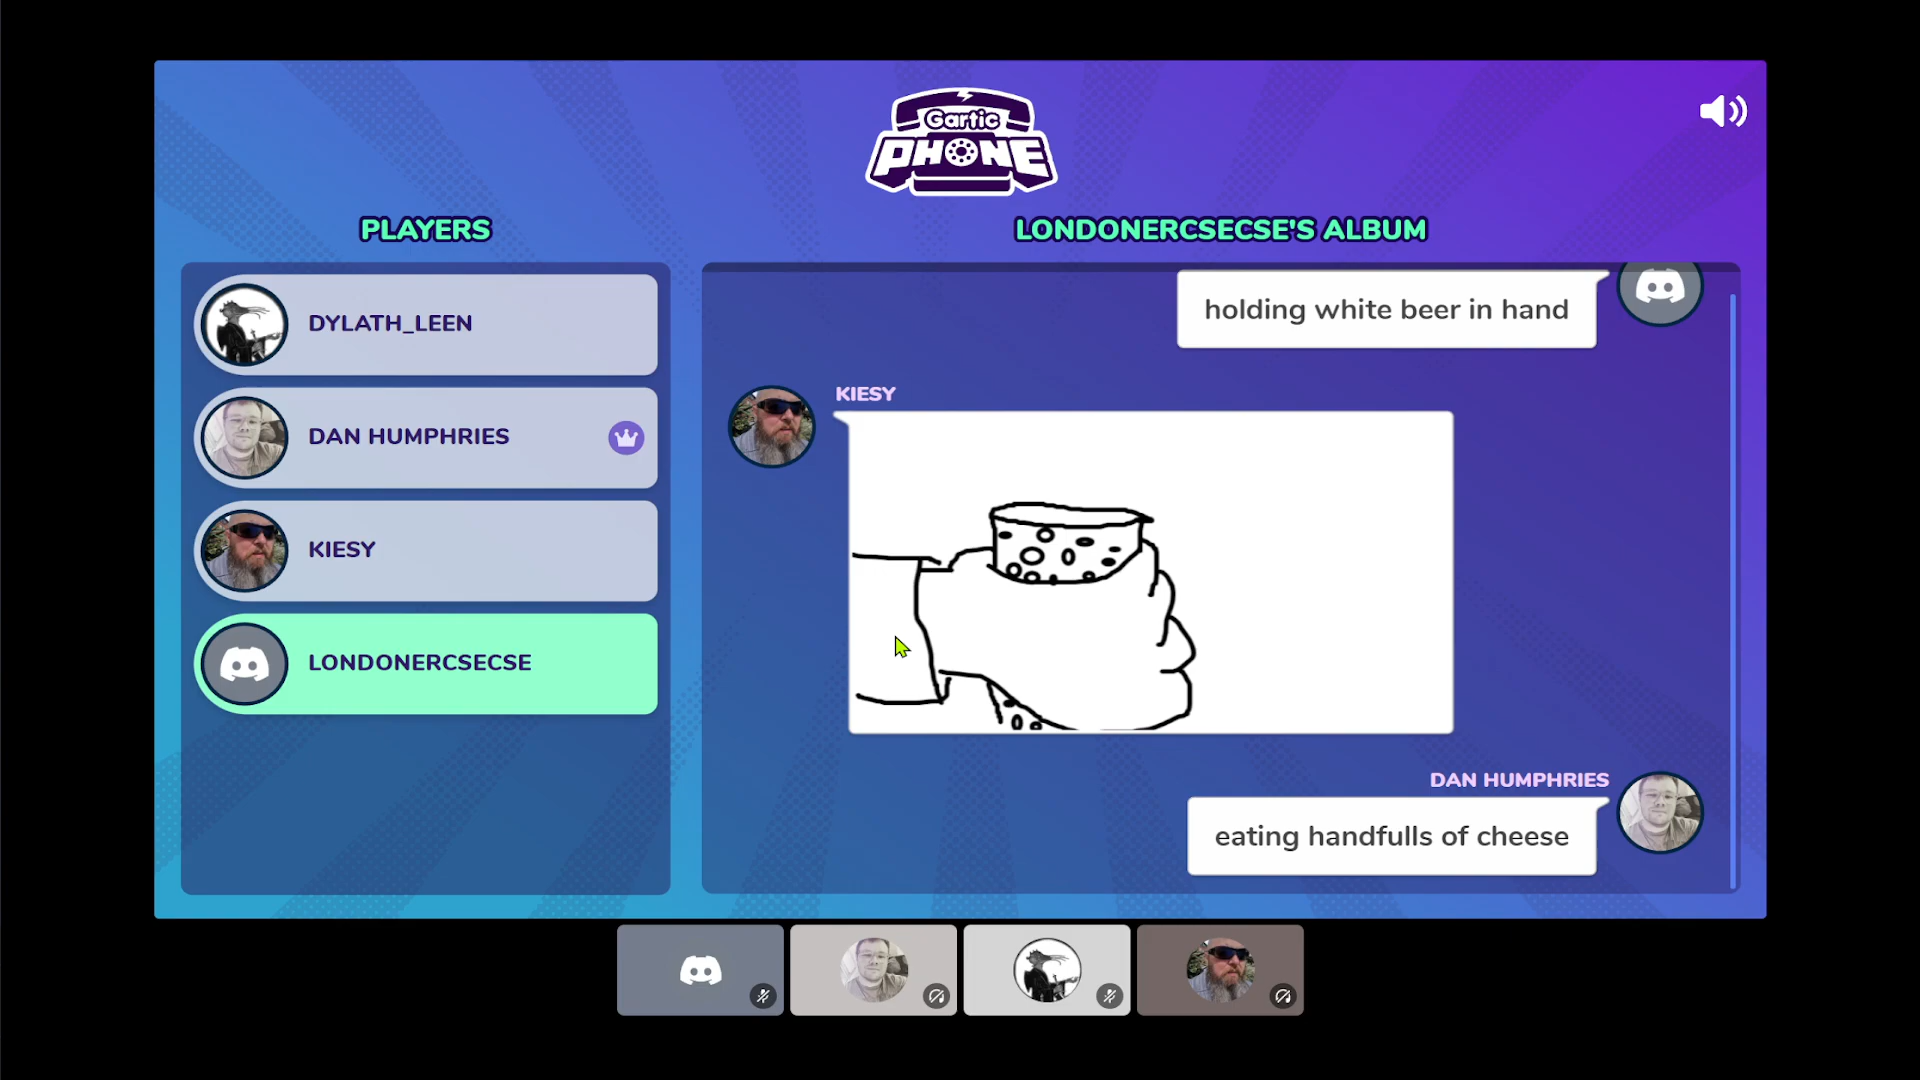 Gartic
PHONE
PLAYERS
DYLATH_LEEN
DAN HUMPHRIES
KIESY
LONDONERCSECSE
LONDONERCSECSE'S ALBUM
holding white beer in hand
KIESY
DAN HUMPHRIES
eating handfulls of cheese